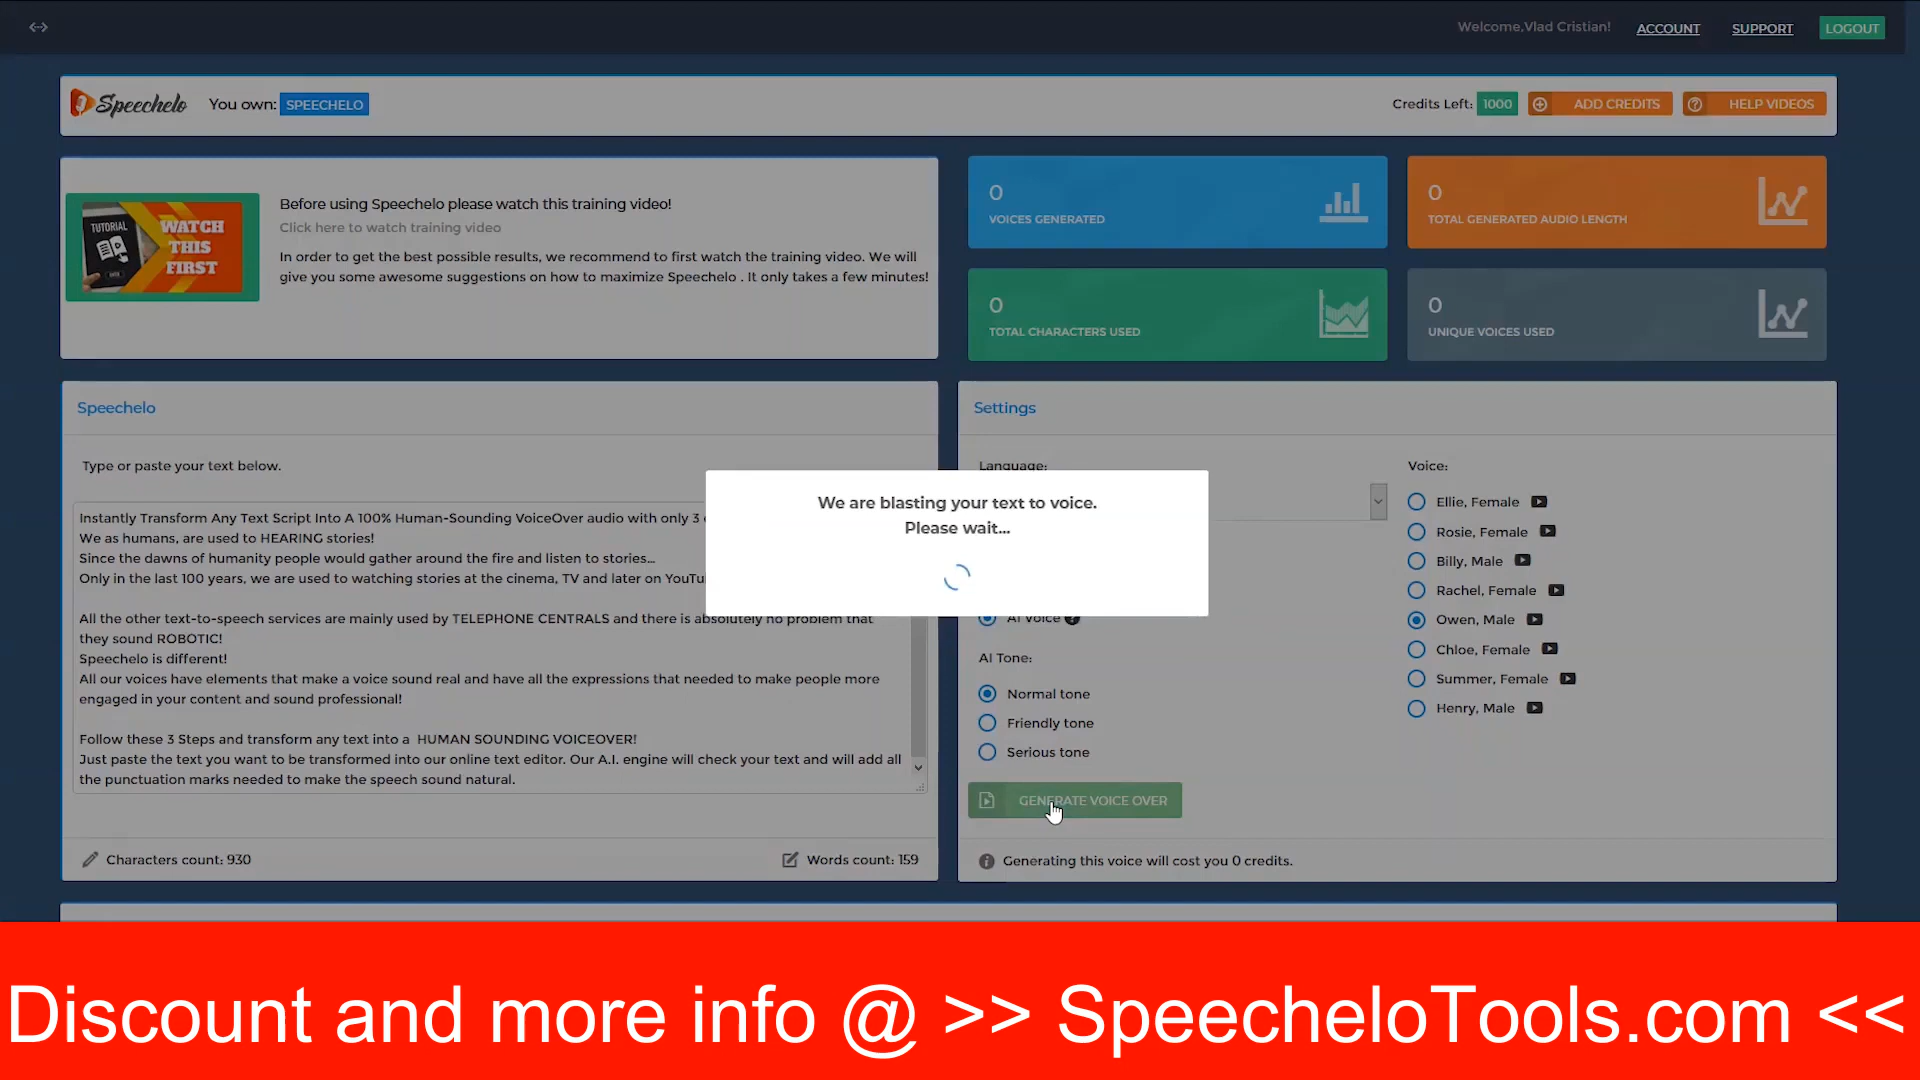 Welcome,Vlad Cristian!
ACCOUNT
SUPPORT
LOGOUT
Speechelo
You own: SPEECHELO
Credits Left: 1000
ADD CREDITS
HELP VIDEOS
TUTORIAL
WATCH
THIS
FIRST
Before using Speechelo please watch this training video!
Click here to watch training video
In order to get the best possible results, we recommend to first watch the training video. We will
give you some awesome suggestions on how to maximize Speechelo . It only takes a few minutes!
0
VOICES GENERATED
0
TOTAL GENERATED AUDIO LENGTH
0
TOTAL CHARACTERS USED
0
UNIQUE VOICES USED
Speechelo
Type or paste your text below.
Instantly Transform Any Text Script Into A 100% Human-Sounding VoiceOver audio with only 3
We as humans, are used to HEARING stories!
Since the dawns of humanity people would gather around the fire and listen to stories...
Only in the last 100 years, we are used to watching stories at the cinema, TV and later on YouTu
All the other text-to-speech services are mainly used by TELEPHONE CENTRALS and there is absolutely no problem that
they sound ROBOTIC!
Speechelo is different!
All our voices have elements that make a voice sound real and have all the expressions that needed to make people more
engaged in your content and sound professional!
Follow these 3 Steps and transform any text into a HUMAN SOUNDING VOICEOVER!
Just paste the text you want to be transformed into our online text editor. Our A.I. engine will check your text and will add all
the punctuation marks needed to make the speech sound natural.
Characters count: 930
Words count: 159
We are blasting your text to voice.
Please wait...
Settings
Language:
AI Voice
AI Tone:
Normal tone
Friendly tone
Serious tone
GENERATE VOICE OVER
Generating this voice will cost you 0 credits.
Voice:
Ellie, Female
Rosie, Female
Billy, Male
Rachel, Female
Owen, Male
Chloe, Female
Summer, Female
Henry, Male
Discount and more info @ >> SpeecheloTools.com <<